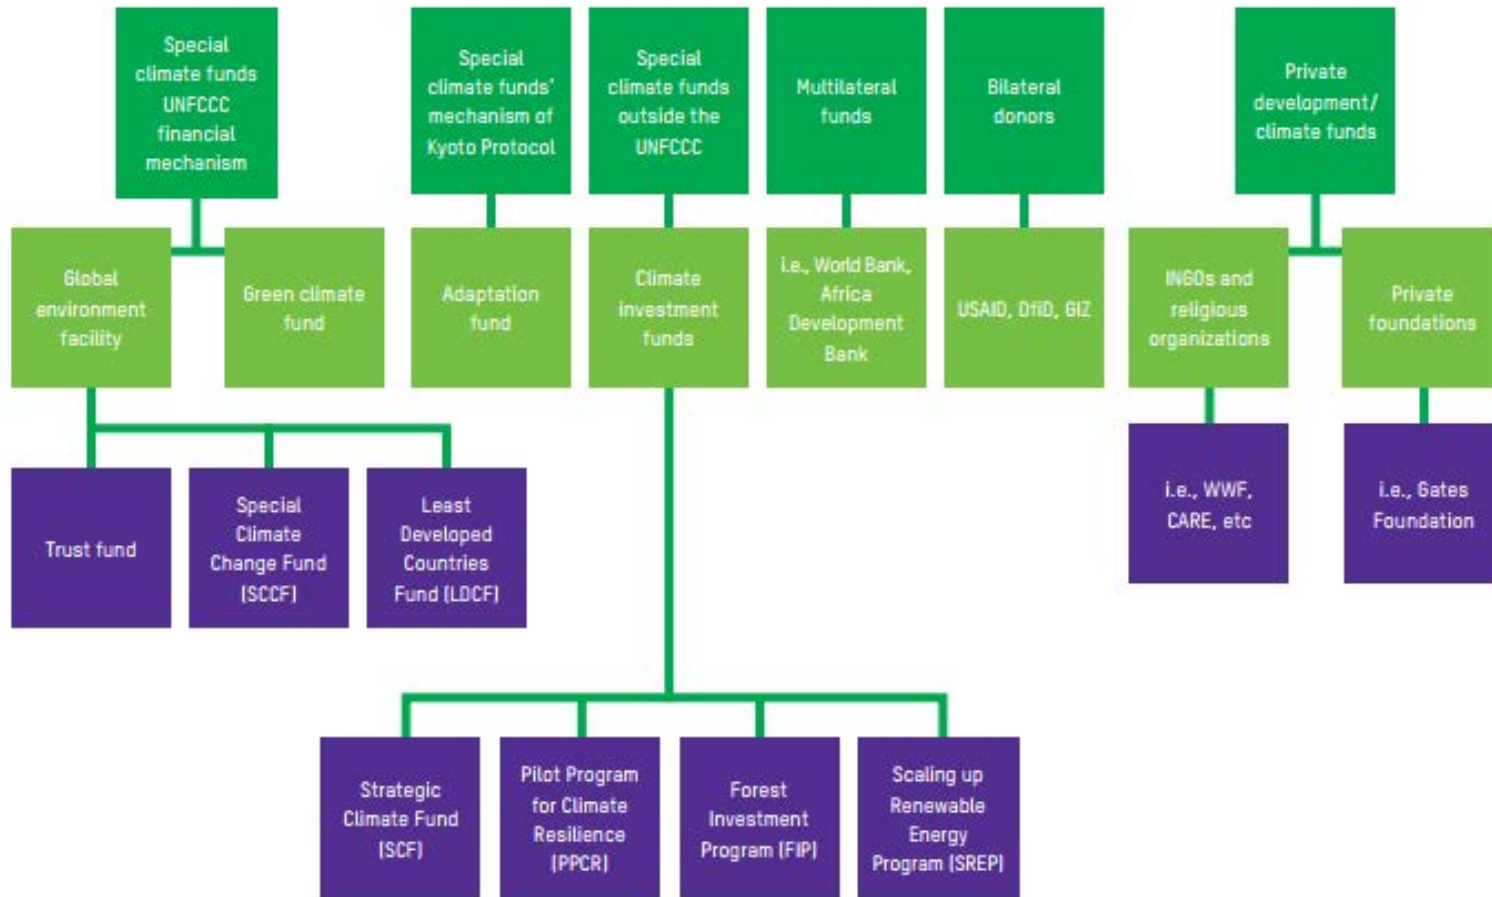 Special
climate funds
UNFCCC
financial
mechanism
Special
climate funds'
mechanism of
Kyoto Protocol
Special
climate funds
outside the
UNFCCC
Multilateral
funds
Bilateral
donors
Private
development/
climate funds
Global
environment
facility
Green climate
fund
Adaptation
fund
Climate
investment
funds
i.e., World Bank,
Africa
Development
Bank
USAID, DfiD, GIZ
INGOs and
religious
organizations
Private
foundations
Trust fund
Special
Climate
Change Fund
(SCCF)
Least
Developed
Countries
Fund (LDCF)
i.e., WWF,
CARE, etc
i.e., Gates
Foundation
Strategic
Climate Fund
(SCF)
Pilot Program
for Climate
Resilience
(PPCR)
Forest
Investment
Program (FIP)
Scaling up
Renewable
Energy
Program (SREP)